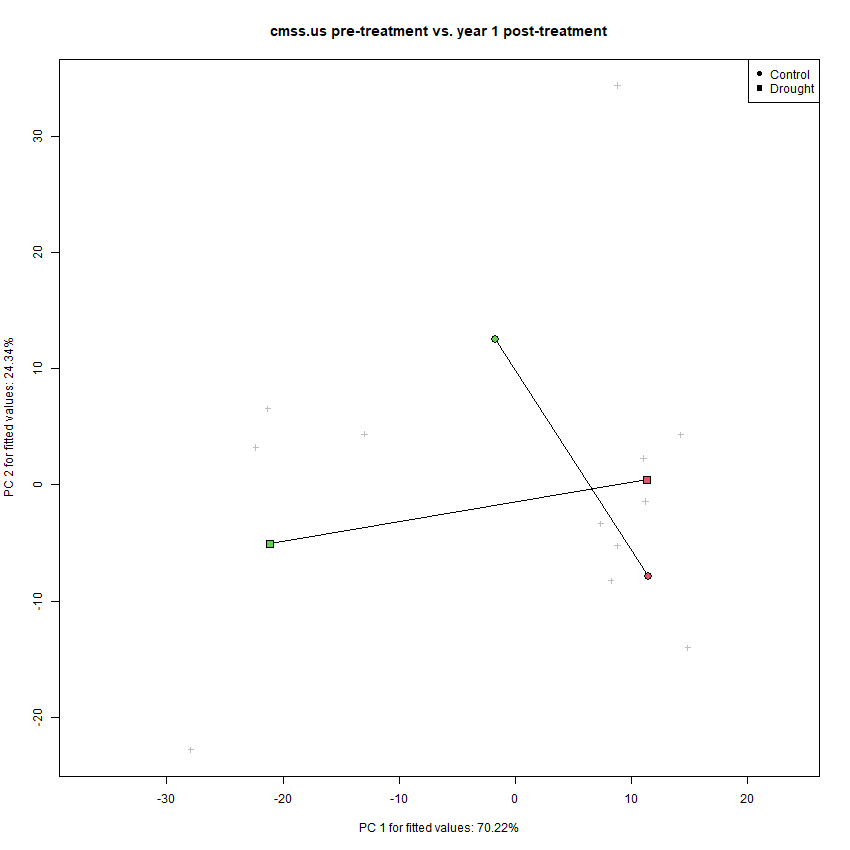 cmss.us pre-treatment vs. year 1 post-treatment
Control
Drought
30
20
10
0
-10
-20
PC 2 for fitted values: 24.34%
-30
-20
-10
0
10
20
PC 1 for fitted values: 70.22%